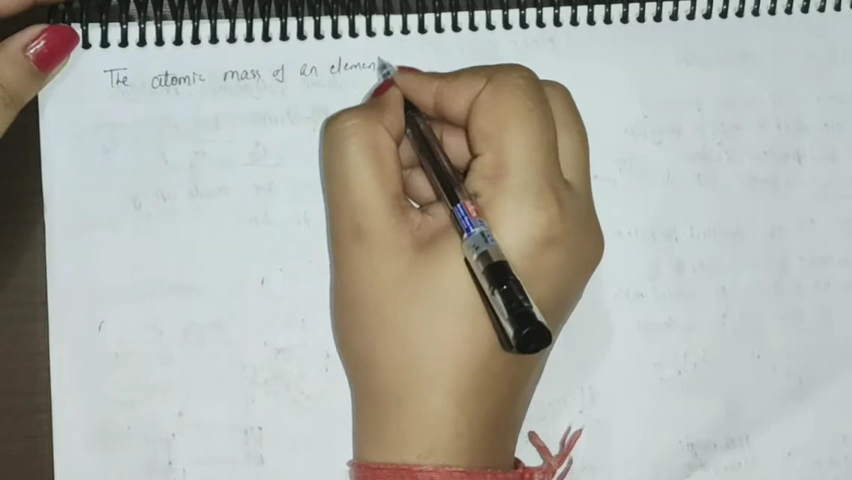 The atomic mass of an elemen